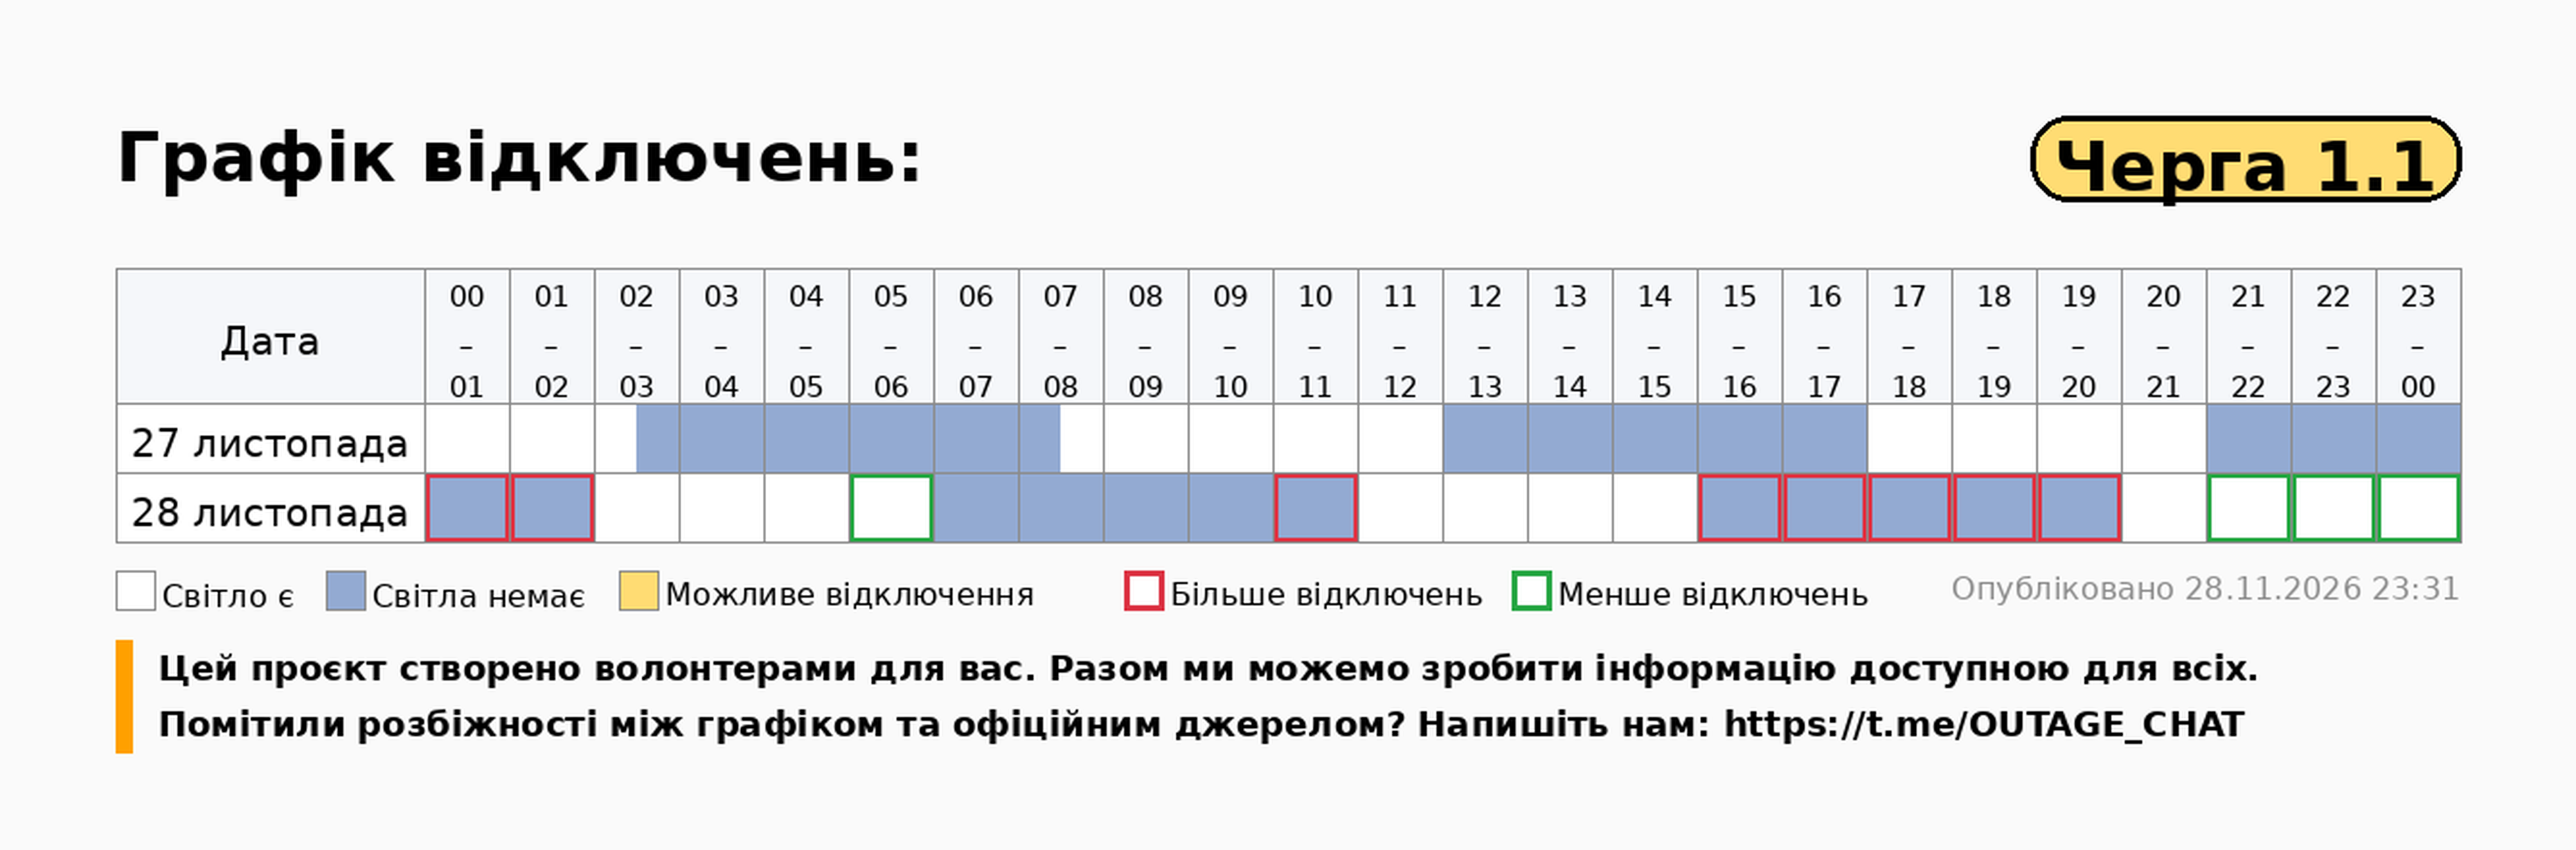 Графік відключень:
Черга 1.1
Дата
00 – 01
01 – 02
02 – 03
03 – 04
04 – 05
05 – 06
06 – 07
07 – 08
08 – 09
09 – 10
10 – 11
11 – 12
12 – 13
13 – 14
14 – 15
15 – 16
16 – 17
17 – 18
18 – 19
19 – 20
20 – 21
21 – 22
22 – 23
23 – 00
27 листопада
28 листопада
Світло є
Світла немає
Можливе відключення
Більше відключень
Менше відключень
Опубліковано 28.11.2026 23:31
Цей проєкт створено волонтерами для вас. Разом ми можемо зробити інформацію доступною для всіх.
Помітили розбіжності між графіком та офіційним джерелом? Напишіть нам: https://t.me/OUTAGE_CHAT